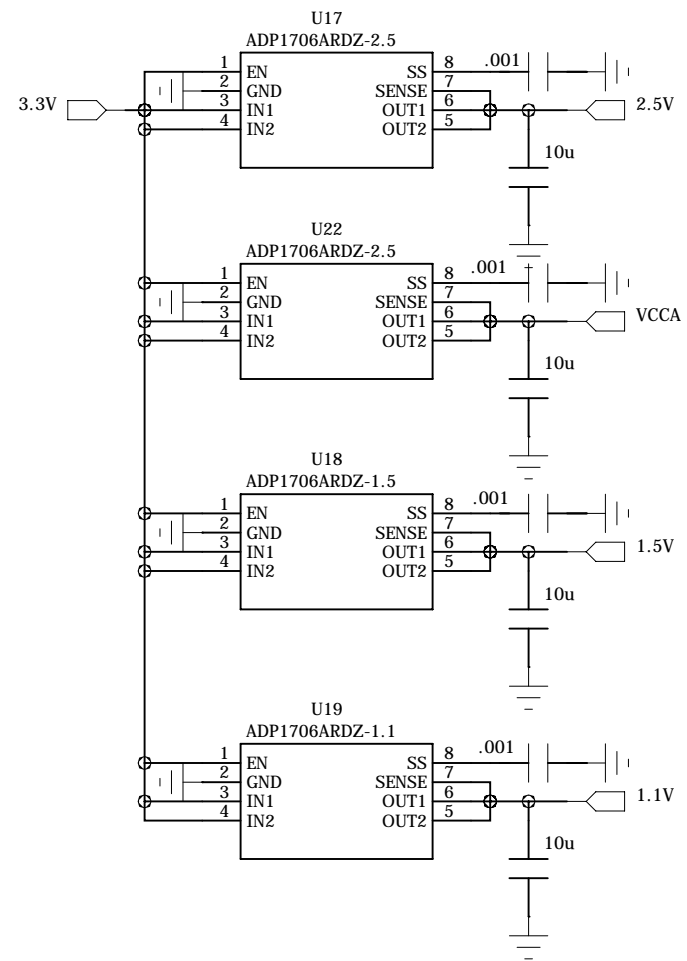 U17
ADP1706ARDZ-2.5
1 EN SS 8 .001
2 GND SENSE 7
3.3V 3 IN1 OUT1 6 2.5V
4 IN2 OUT2 5
10u
U22
ADP1706ARDZ-2.5
1 EN SS 8 .001
2 GND SENSE 7
3 IN1 OUT1 6 VCCA
4 IN2 OUT2 5
10u
U18
ADP1706ARDZ-1.5
1 EN SS 8 .001
2 GND SENSE 7
3 IN1 OUT1 6 1.5V
4 IN2 OUT2 5
10u
U19
ADP1706ARDZ-1.1
1 EN SS 8 .001
2 GND SENSE 7
3 IN1 OUT1 6 1.1V
4 IN2 OUT2 5
10u